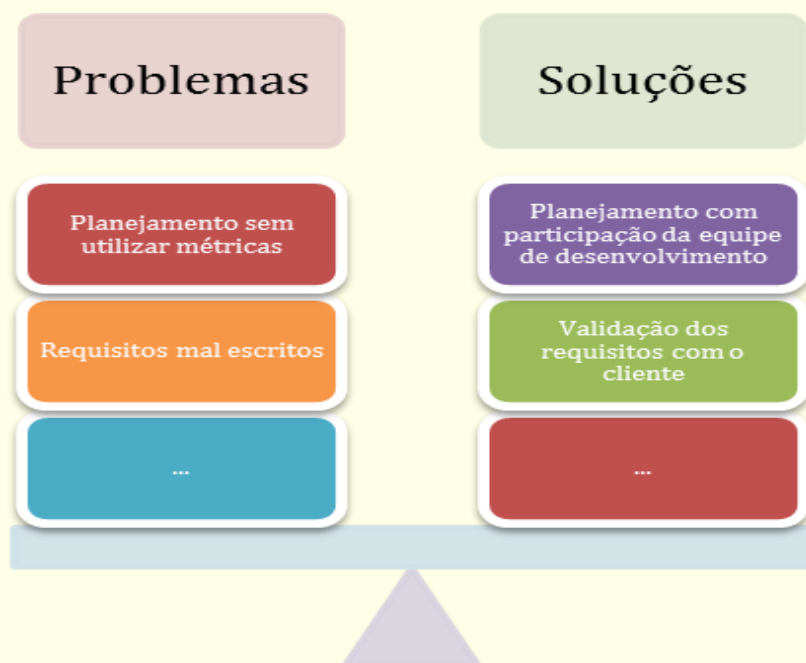 Problemas
Soluções
Planejamento sem
utilizar métricas
Planejamento com
participação da equipe
de desenvolvimento
Requisitos mal escritos
Validação dos
requisitos com o
cliente
...
...